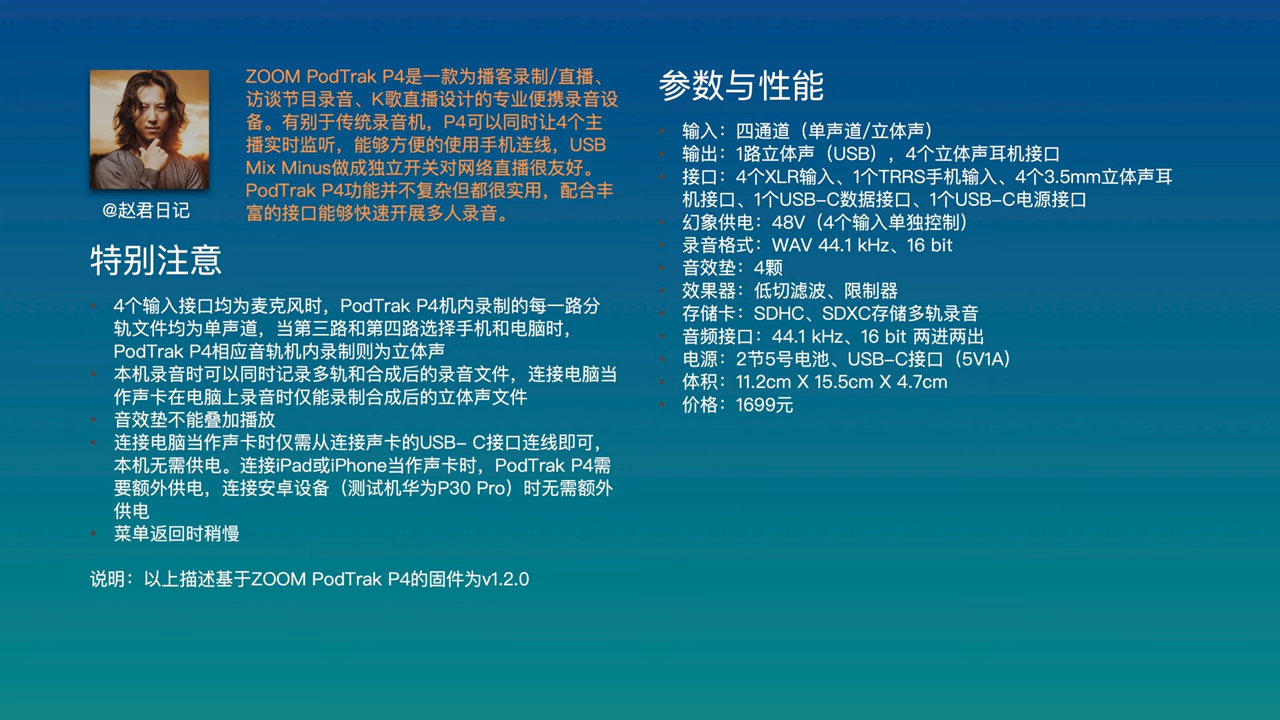 ZOOM PodTrak P4是一款为播客录制/直播、
访谈节目录音、K歌直播设计的专业便携录音设
备。有别于传统录音机，P4可以同时让4个主
播实时监听，能够方便的使用手机连线，USB
Mix Minus做成独立开关对网络直播很友好。
PodTrak P4功能并不复杂但都很实用，配合丰
富的接口能够快速开展多人录音。
@赵君日记
特别注意
4个输入接口均为麦克风时，PodTrak P4机内录制的每一路分
轨文件均为单声道，当第三路和第四路选择手机和电脑时，
PodTrak P4相应音轨机内录制则为立体声
本机录音时可以同时记录多轨和合成后的录音文件，连接电脑当
作声卡在电脑上录音时仅能录制合成后的立体声文件
音效垫不能叠加播放
连接电脑当作声卡时仅需从连接声卡的USB- C接口连线即可，
本机无需供电。连接iPad或iPhone当作声卡时，PodTrak P4需
要额外供电，连接安卓设备（测试机华为P30 Pro）时无需额外
供电
菜单返回时稍慢
说明：以上描述基于ZOOM PodTrak P4的固件为v1.2.0
参数与性能
输入：四通道（单声道/立体声）
输出：1路立体声（USB），4个立体声耳机接口
接口：4个XLR输入、1个TRRS手机输入、4个3.5mm立体声耳
机接口、1个USB-C数据接口、1个USB-C电源接口
幻象供电：48V（4个输入单独控制）
录音格式：WAV 44.1 kHz、16 bit
音效垫：4颗
效果器：低切滤波、限制器
存储卡：SDHC、SDXC存储多轨录音
音频接口：44.1 kHz、16 bit 两进两出
电源：2节5号电池、USB-C接口（5V1A）
体积：11.2cm X 15.5cm X 4.7cm
价格：1699元